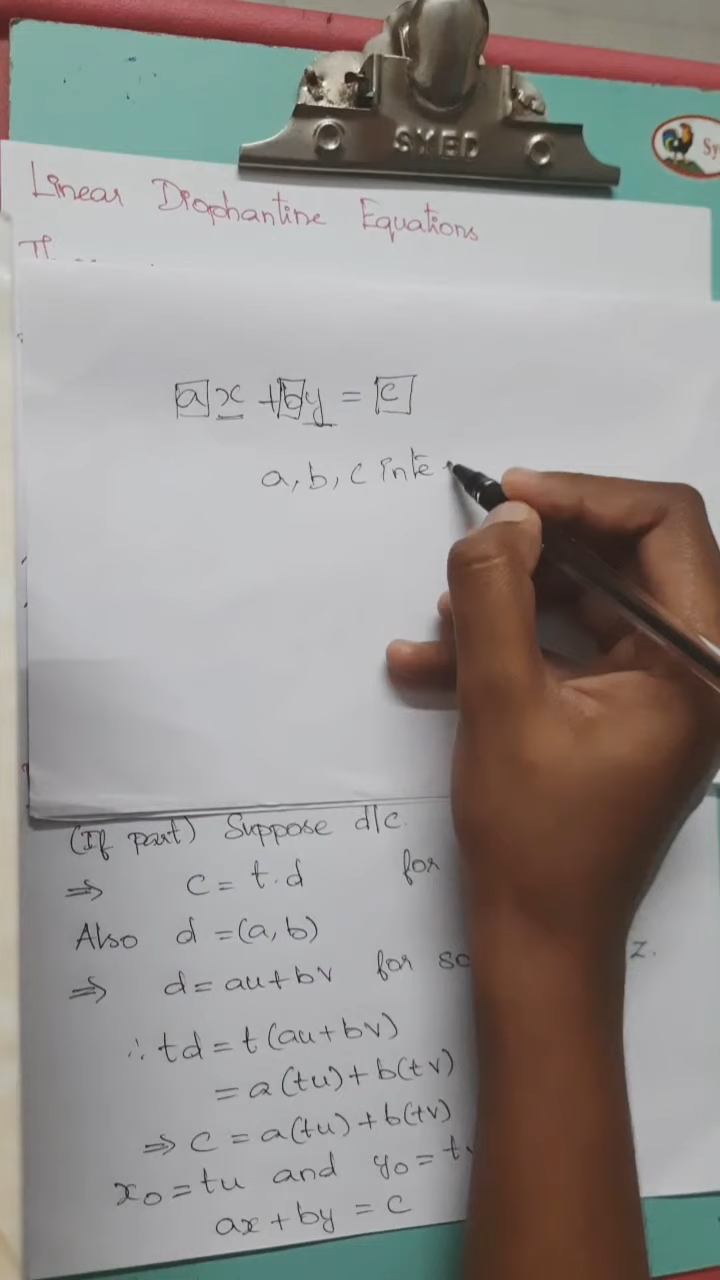 SYED
Sy
Linear Diophantine Equations
ax + by = c
a, b, c inte
(If part) Suppose d/c.
⇒ c = t.d for
Also d = (a, b)
⇒ d = au+bv for so z.
∴ td = t(au+bv)
= a(tu)+b(tv)
⇒ c = a(tu)+b(tv)
x₀ = tu and y₀ = t
ax + by = c